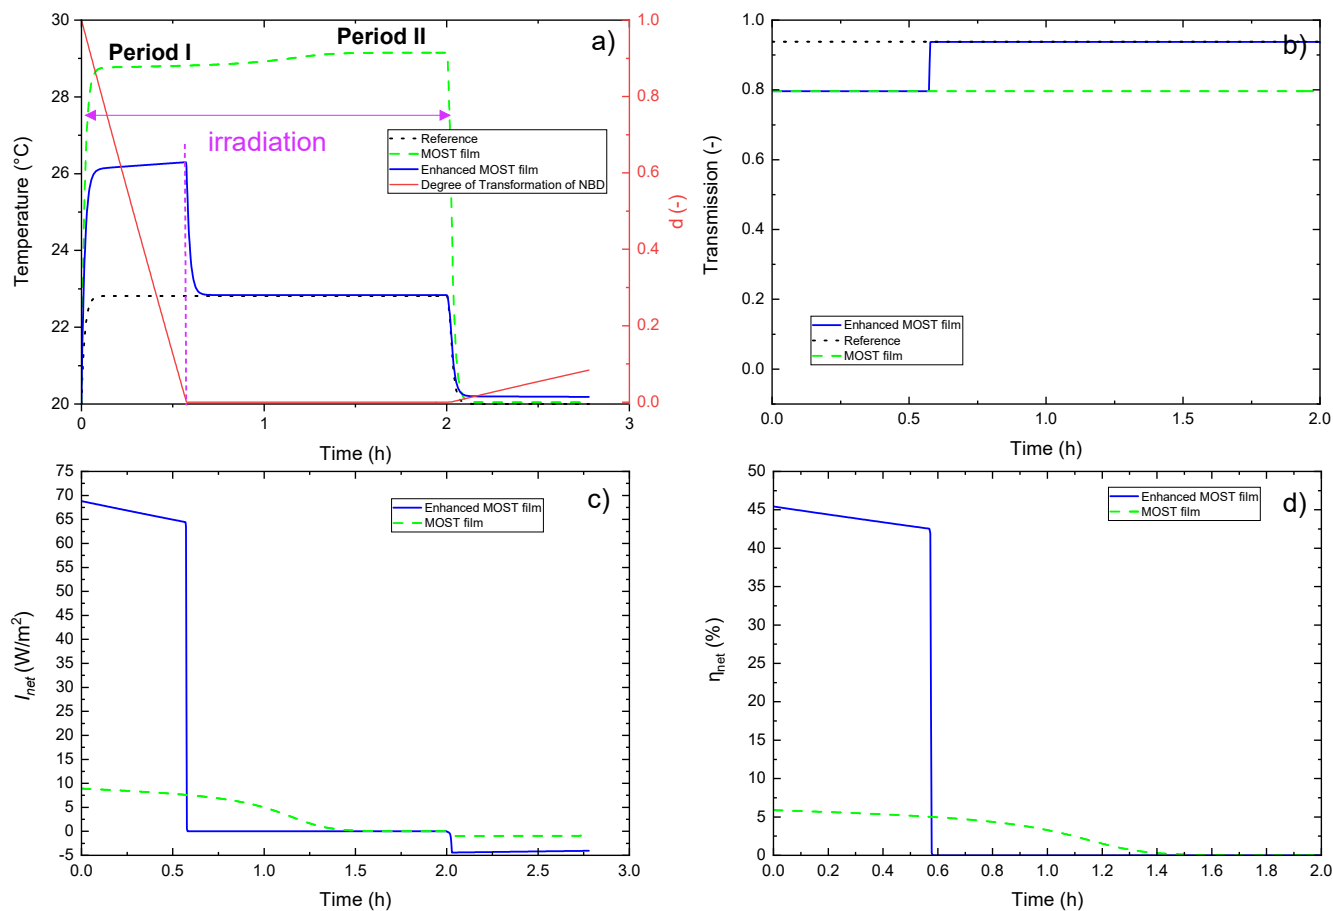 a)
Period I
Period II
irradiation
Reference
MOST film
Enhanced MOST film
Degree of Transformation of NBD
Temperature (°C)
30
28
26
24
22
20
d (-)
1.0
0.8
0.6
0.4
0.2
0.0
0
1
2
3
Time (h)
b)
Transmission (-)
1.0
0.8
0.6
0.4
0.2
0.0
Enhanced MOST film
Reference
MOST film
0.0
0.5
1.0
1.5
2.0
Time (h)
c)
I_net (W/m²)
75
70
65
60
55
50
45
40
35
30
25
20
15
10
5
0
-5
Enhanced MOST film
MOST film
0.0
0.5
1.0
1.5
2.0
2.5
3.0
Time (h)
d)
η_net (%)
50
45
40
35
30
25
20
15
10
5
0
Enhanced MOST film
MOST film
0.0
0.2
0.4
0.6
0.8
1.0
1.2
1.4
1.6
1.8
2.0
Time (h)